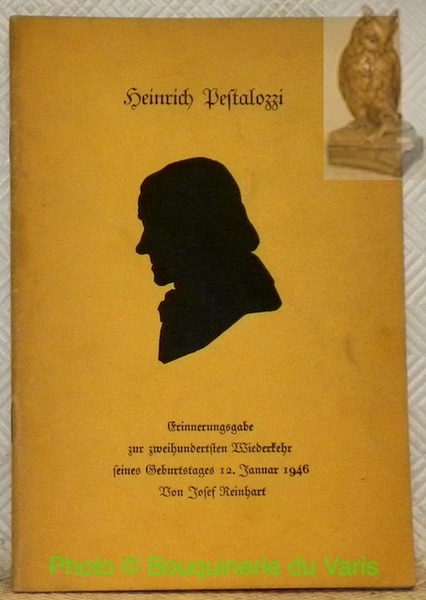 Heinrich Pestalozzi
Erinnerungsgabe
zur zweihundertsten Wiederkehr
seines Geburtstages 12. Januar 1946
Von Josef Reinhart
Photo © Bouquinerie du Varis